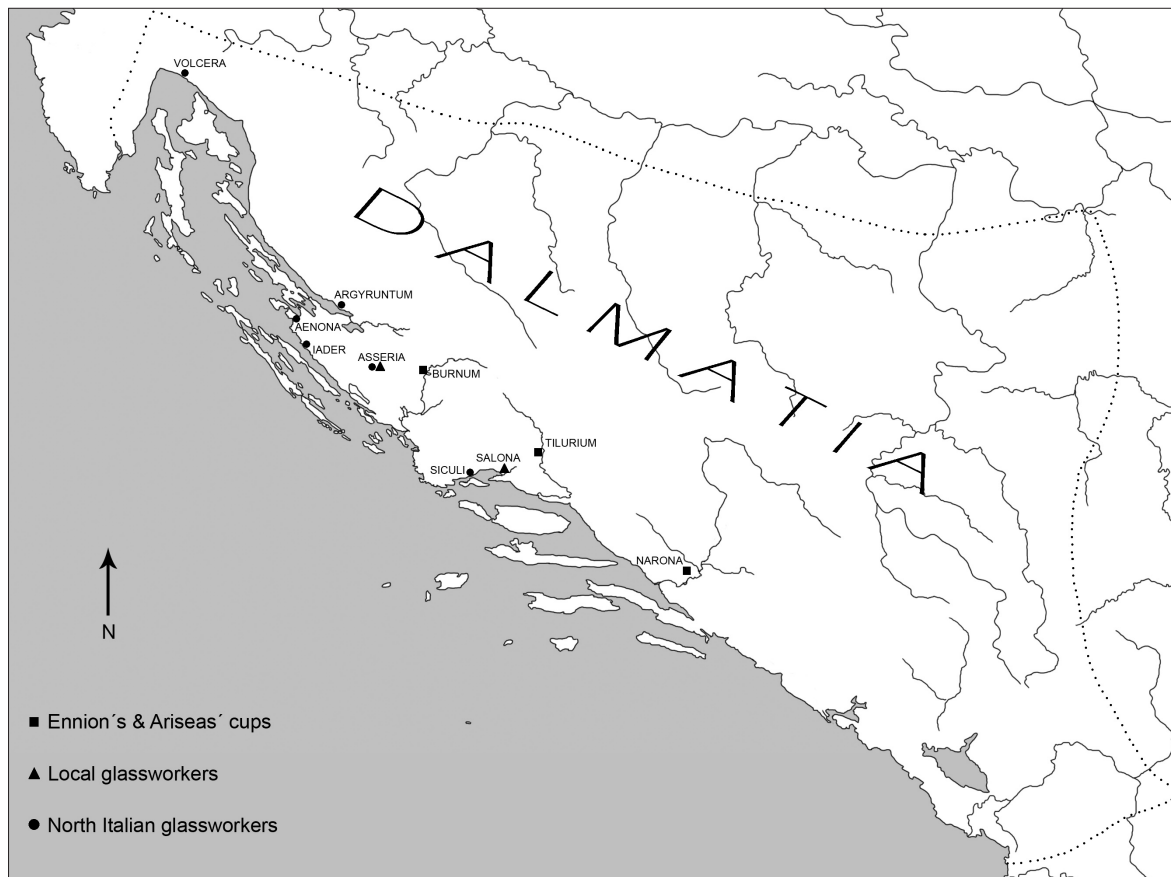 VOLCERA
DALMATIA
ARGYRUNTUM
AENONA
IADER
ASSERIA
BURNUM
TILURIUM
SALONA
SICULI
NARONA
N
Ennion´s & Ariseas´ cups
Local glassworkers
North Italian glassworkers